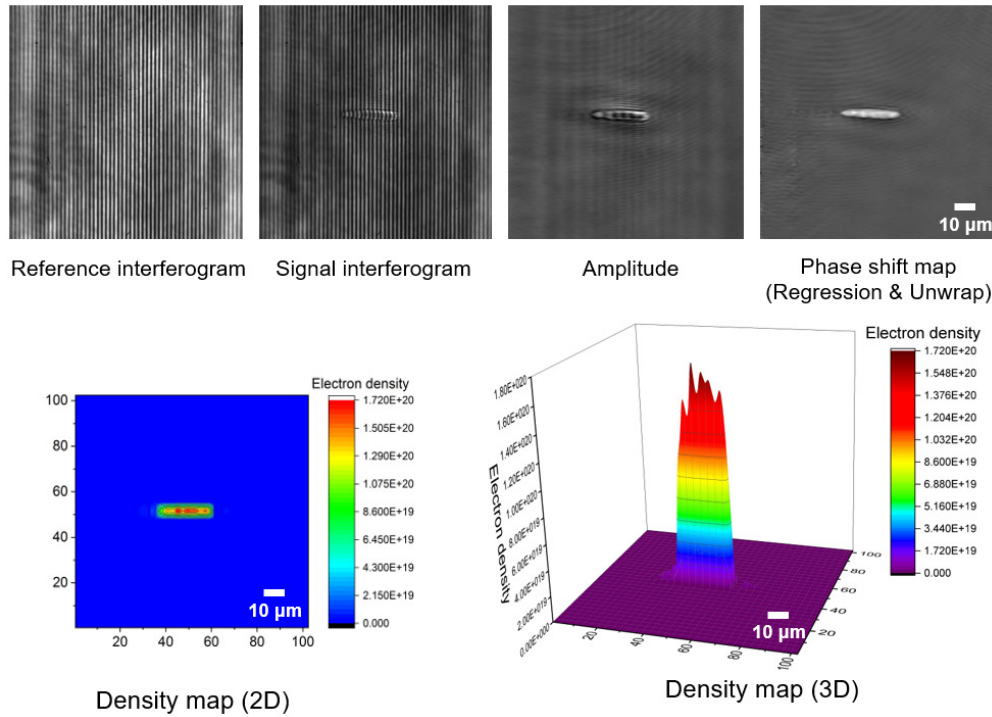 10 μm
Reference interferogram
Signal interferogram
Amplitude
Phase shift map
(Regression & Unwrap)
Electron density
1.720E+20
1.505E+20
1.290E+20
1.075E+20
8.600E+19
6.450E+19
4.300E+19
2.150E+19
0.000
100
80
60
40
20
20
40
60
80
100
10 μm
Density map (2D)
Electron density
1.720E+20
1.548E+20
1.376E+20
1.204E+20
1.032E+20
8.600E+19
6.880E+19
5.160E+19
3.440E+19
1.720E+19
0.000
Electron density
1.80E+020
1.60E+020
1.40E+020
1.20E+020
1.00E+020
8.00E+019
6.00E+019
4.00E+019
2.00E+019
0.00E+000
20
40
60
80
100
100
80
60
40
20
10 μm
Density map (3D)